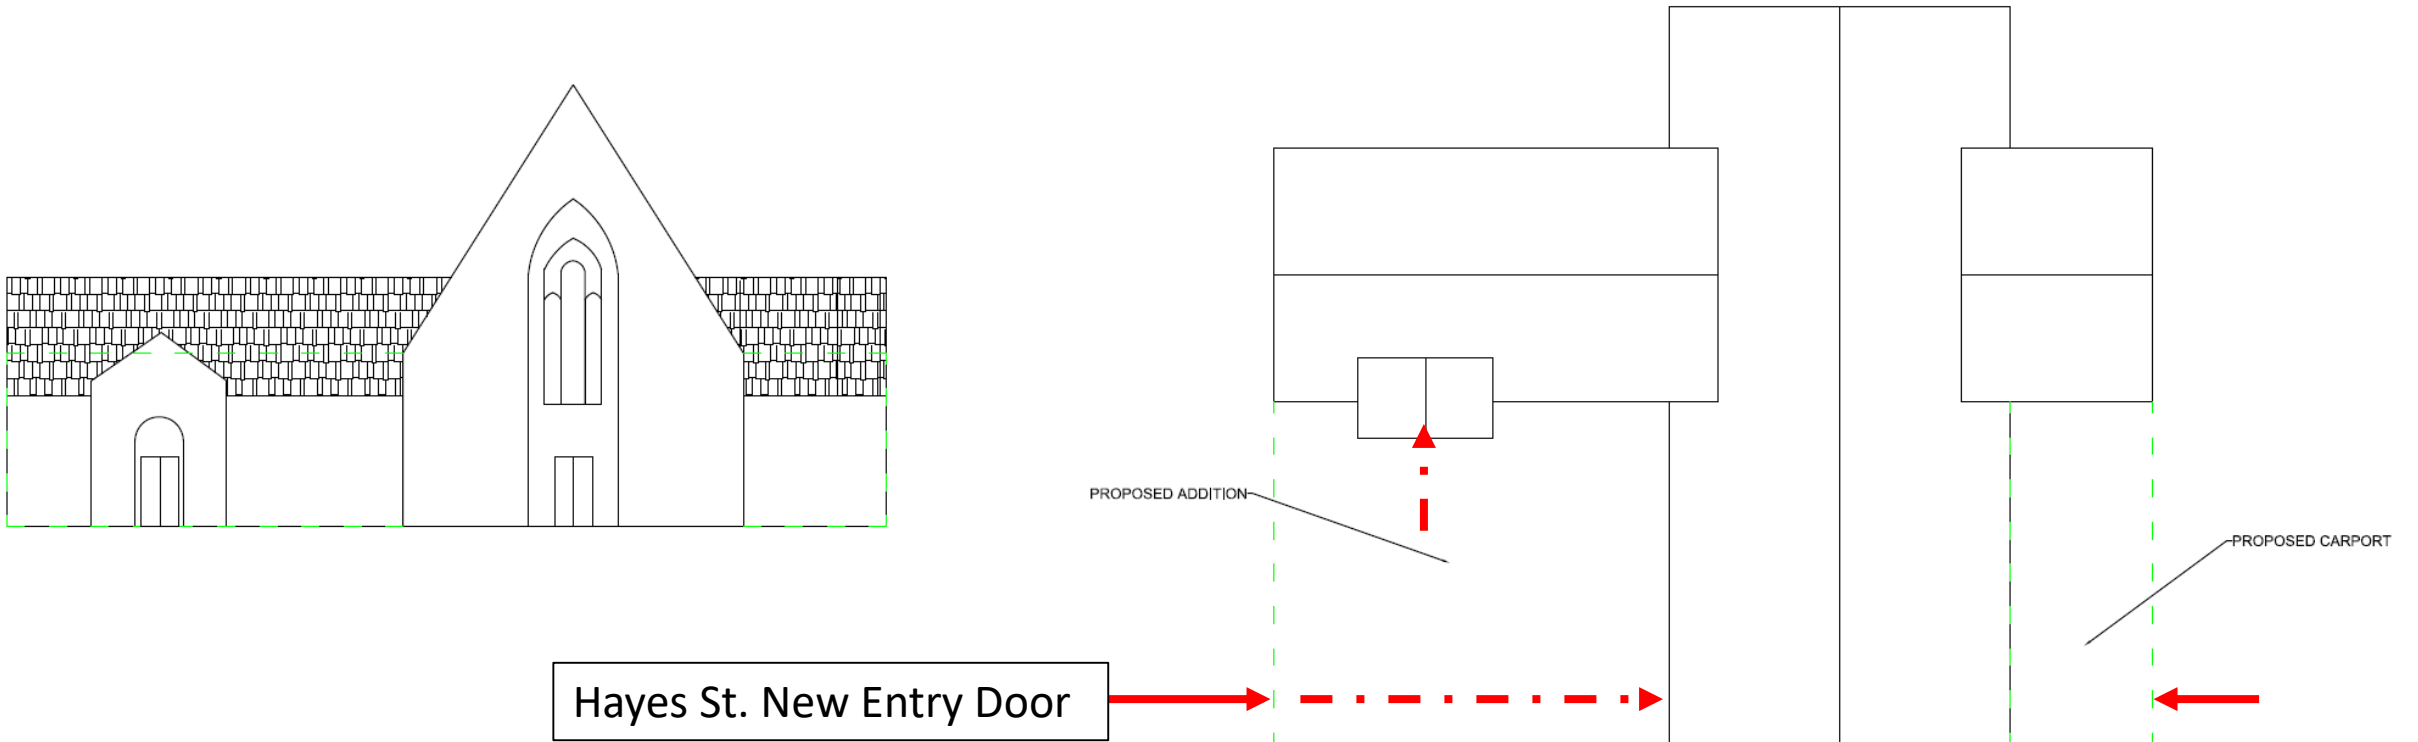 PROPOSED ADDITION
PROPOSED CARPORT
Hayes St. New Entry Door